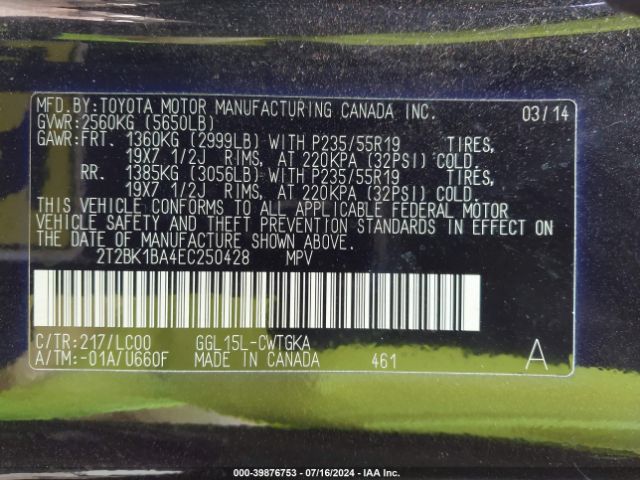 MFD.BY:TOYOTA MOTOR MANUFACTURING CANADA INC. 03/14
GVWR:2560KG (5650LB)
GAWR:FRT. 1360KG (2999LB) WITH P235/55R19 TIRES,
19X7 1/2J RIMS, AT 220KPA (32PSI) COLD.
RR. 1385KG (3056LB) WITH P235/55R19 TIRES,
19X7 1/2J RIMS, AT 220KPA (32PSI) COLD.
THIS VEHICLE CONFORMS TO ALL APPLICABLE FEDERAL MOTOR
VEHICLE SAFETY AND THEFT PREVENTION STANDARDS IN EFFECT ON
THE DATE OF MANUFACTURE SHOWN ABOVE.
2T2BK1BA4EC250428 MPV
C/TR:217/LC00 GGL15L-CWTGKA
A/TM:-01A/U660F MADE IN CANADA 461 A
000-39876753 - 07/16/2024 - IAA Inc.